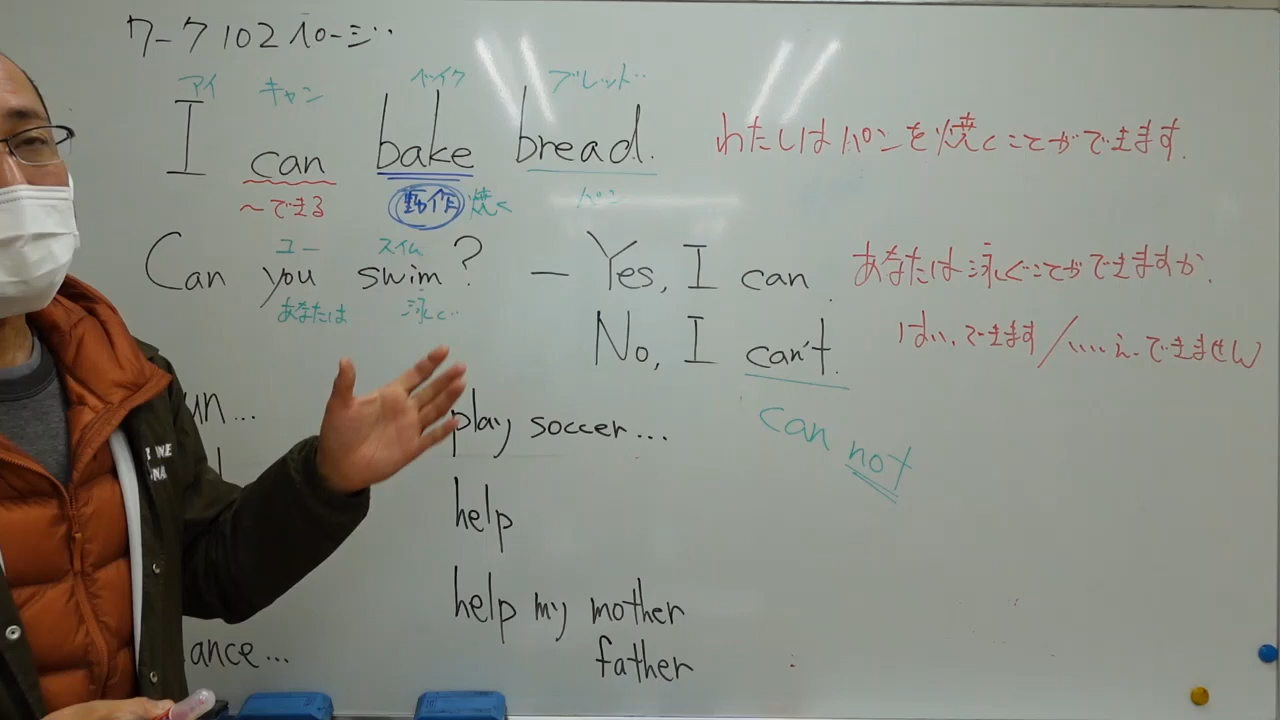 ワーク102ページ‥
アイ キャン ベイク ブレッド‥
I can bake bread. わたしはパンを焼くことができます.
〜できる 動作 焼く パン
ユー スイム
Can you swim? — Yes, I can. あなたは泳ぐことができますか.
あなたは 泳ぐ‥
No, I can't. はい、できます/いいえ、できません
can not
un... play soccer...
help
help my mother
ance... father